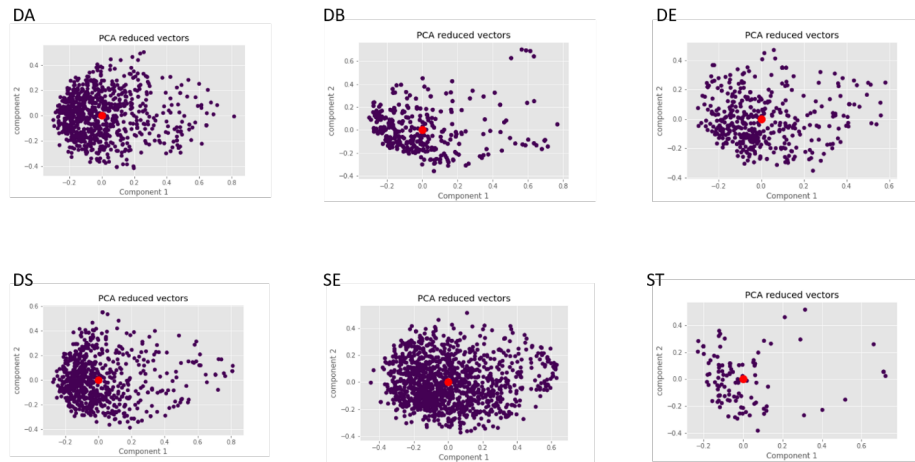 DA
PCA reduced vectors
component 2
0.4
0.2
0.0
−0.2
−0.4
−0.2 0.0 0.2 0.4 0.6 0.8
Component 1
DB
PCA reduced vectors
component 2
0.6
0.4
0.2
0.0
−0.2
−0.4
−0.2 0.0 0.2 0.4 0.6 0.8
Component 1
DE
PCA reduced vectors
component 2
0.4
0.2
0.0
−0.2
−0.4
−0.2 0.0 0.2 0.4 0.6
Component 1
DS
PCA reduced vectors
component 2
0.6
0.4
0.2
0.0
−0.2
−0.4
−0.2 0.0 0.2 0.4 0.6 0.8
Component 1
SE
PCA reduced vectors
component 2
0.4
0.2
0.0
−0.2
−0.4
−0.4 −0.2 0.0 0.2 0.4 0.6
Component 1
ST
PCA reduced vectors
component 2
0.4
0.2
0.0
−0.2
−0.4
−0.2 0.0 0.2 0.4 0.6
Component 1